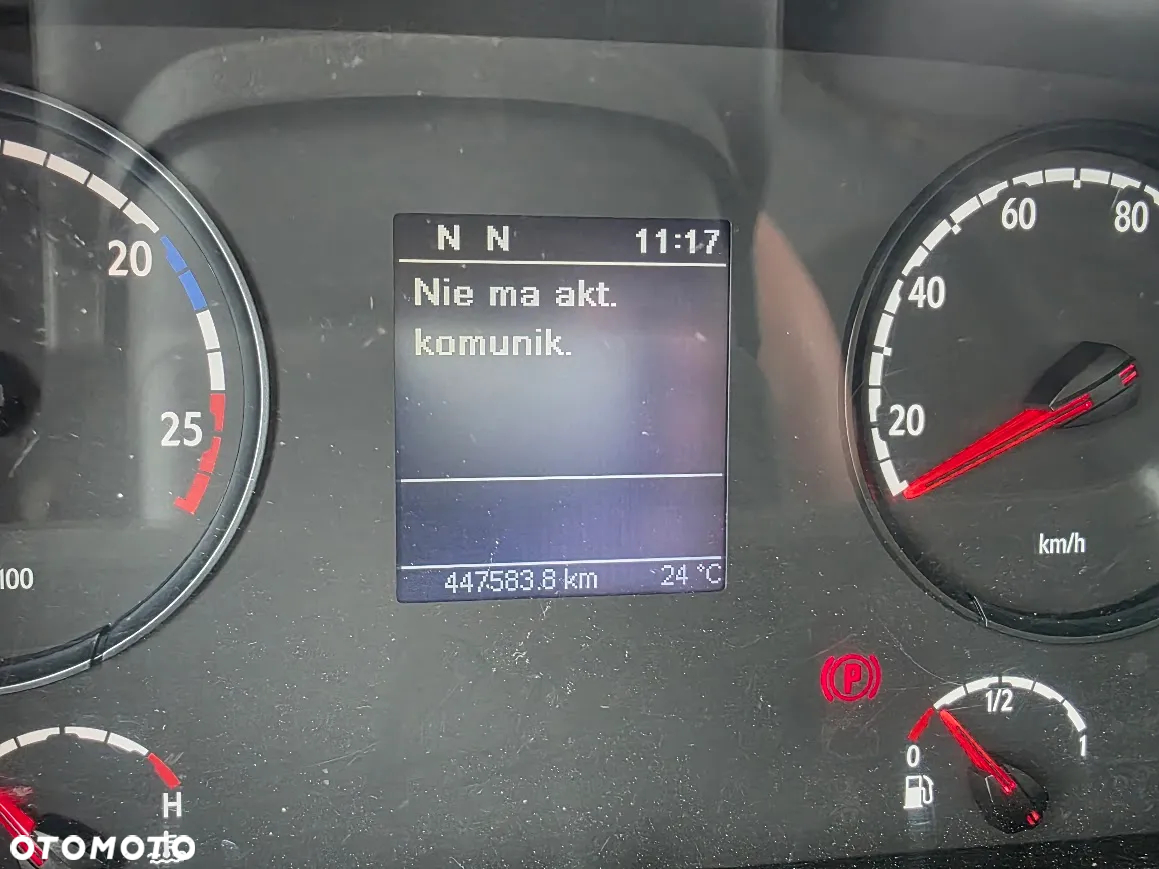 N N 11:17
Nie ma akt.
komunik.
447583.8 km 24 °C
20
25
100
H
20
40
60
80
km/h
P
0
1/2
1
OTOMOTO